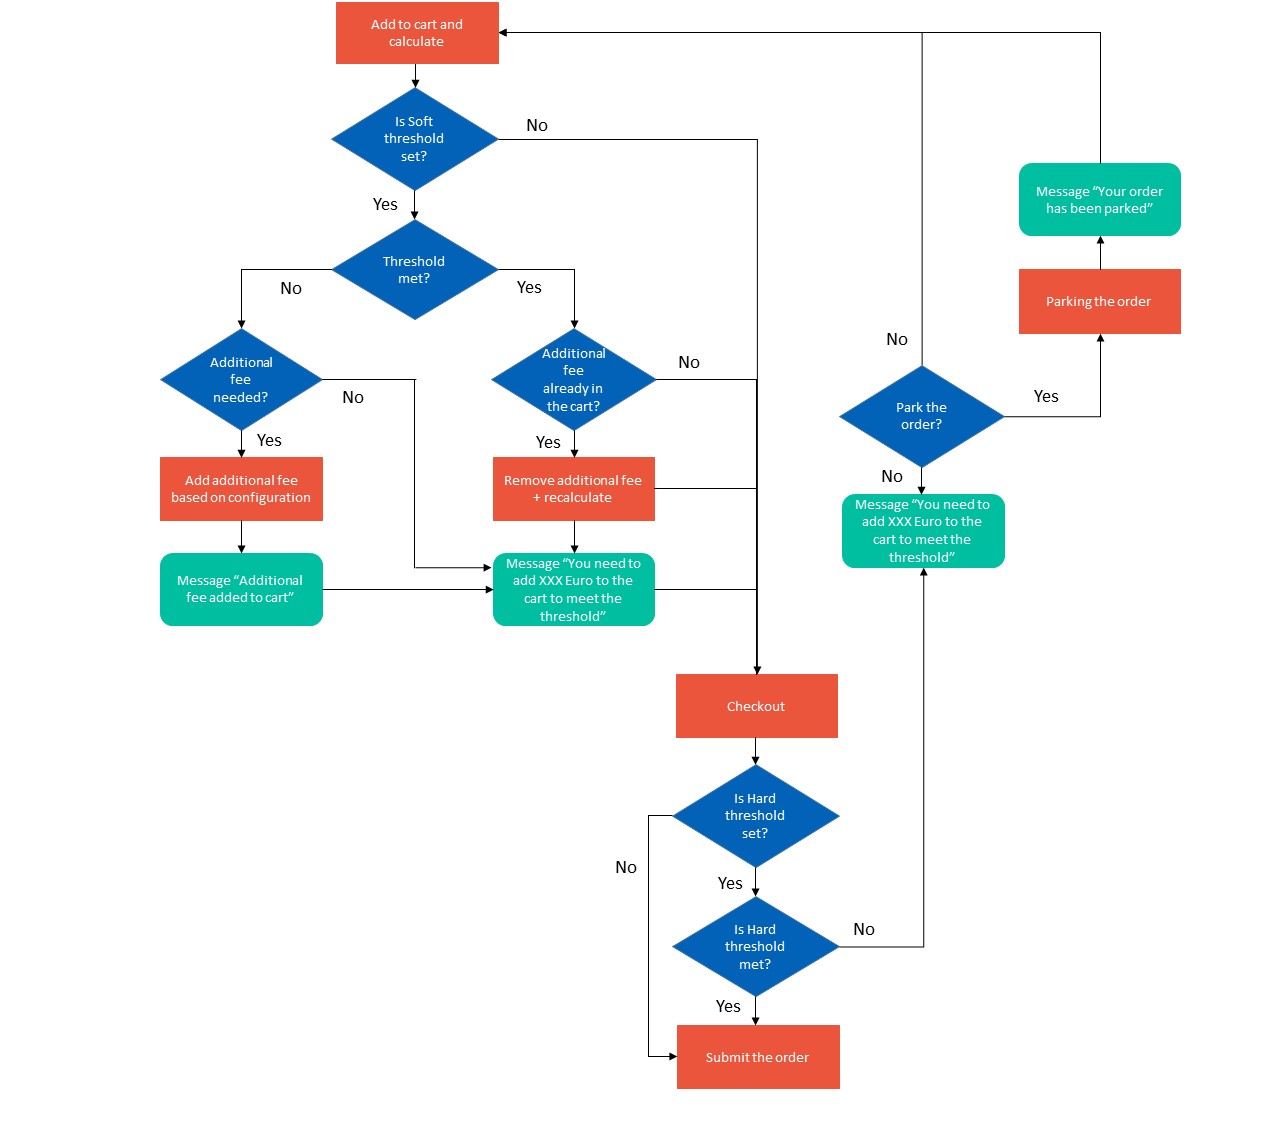 Add to cart and
calculate
Is Soft
threshold
set?
No
Yes
Threshold
met?
No
Yes
Additional
fee
needed?
No
Yes
Additional
fee
already in
the cart?
No
Yes
Add additional fee
based on configuration
Remove additional fee
+ recalculate
Message “Additional
fee added to cart”
Message “You need to
add XXX Euro to the
cart to meet the
threshold”
Message “Your order
has been parked”
Parking the order
No
Park the
order?
Yes
No
Message “You need to
add XXX Euro to the
cart to meet the
threshold”
Checkout
Is Hard
threshold
set?
No
Yes
Is Hard
threshold
met?
No
Yes
Submit the order